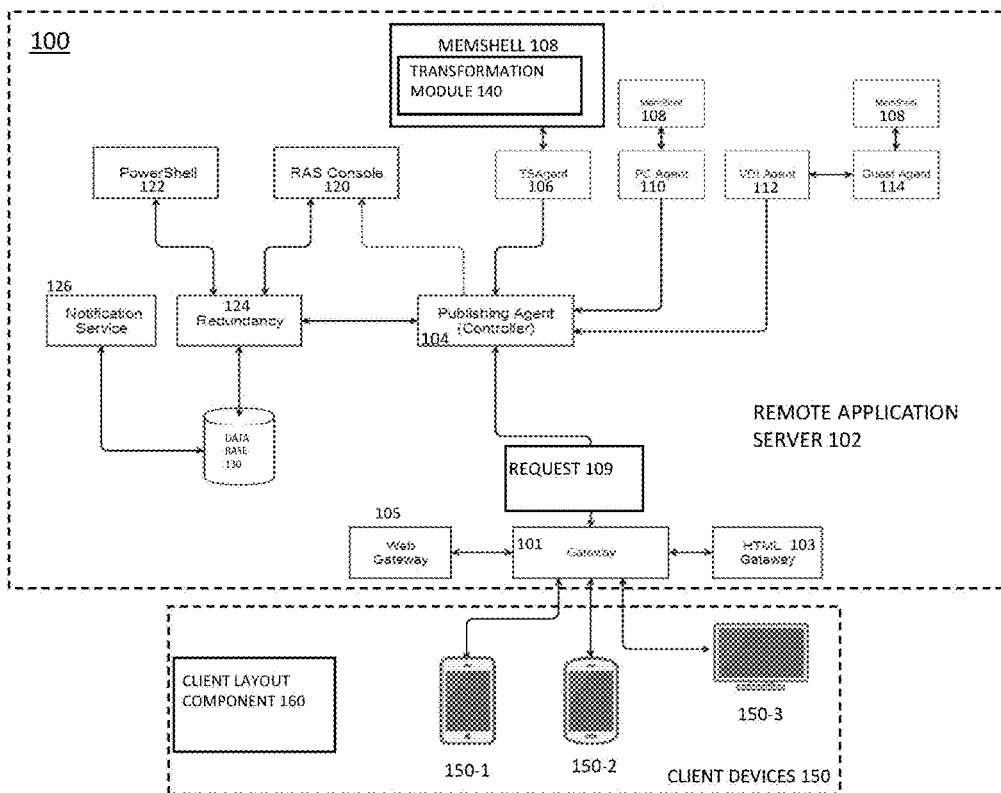 100
MEMSHELL 108
TRANSFORMATION
MODULE 140
MemShell
108
MemShell
108
PowerShell
122
RAS Console
120
TSAgent
106
PC Agent
110
VDI Agent
112
Guest Agent
114
126
Notification
Service
124
Redundancy
Publishing Agent
(Controller)
104
DATA
BASE
130
REMOTE APPLICATION
SERVER 102
REQUEST 109
105
Web
Gateway
101
Gateway
HTML 103
Gateway
CLIENT LAYOUT
COMPONENT 160
150-1
150-2
150-3
CLIENT DEVICES 150